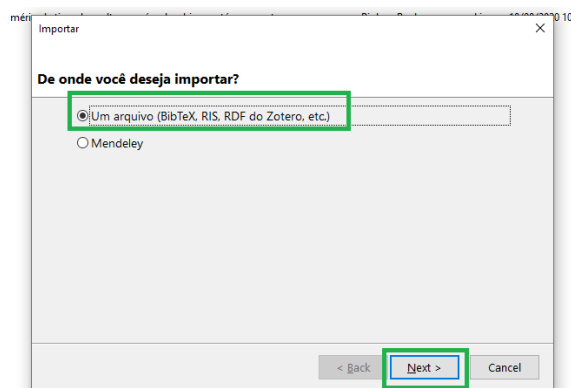 Importar
De onde você deseja importar?
Um arquivo (BibTeX, RIS, RDF do Zotero, etc.)
Mendeley
< Back Next > Cancel